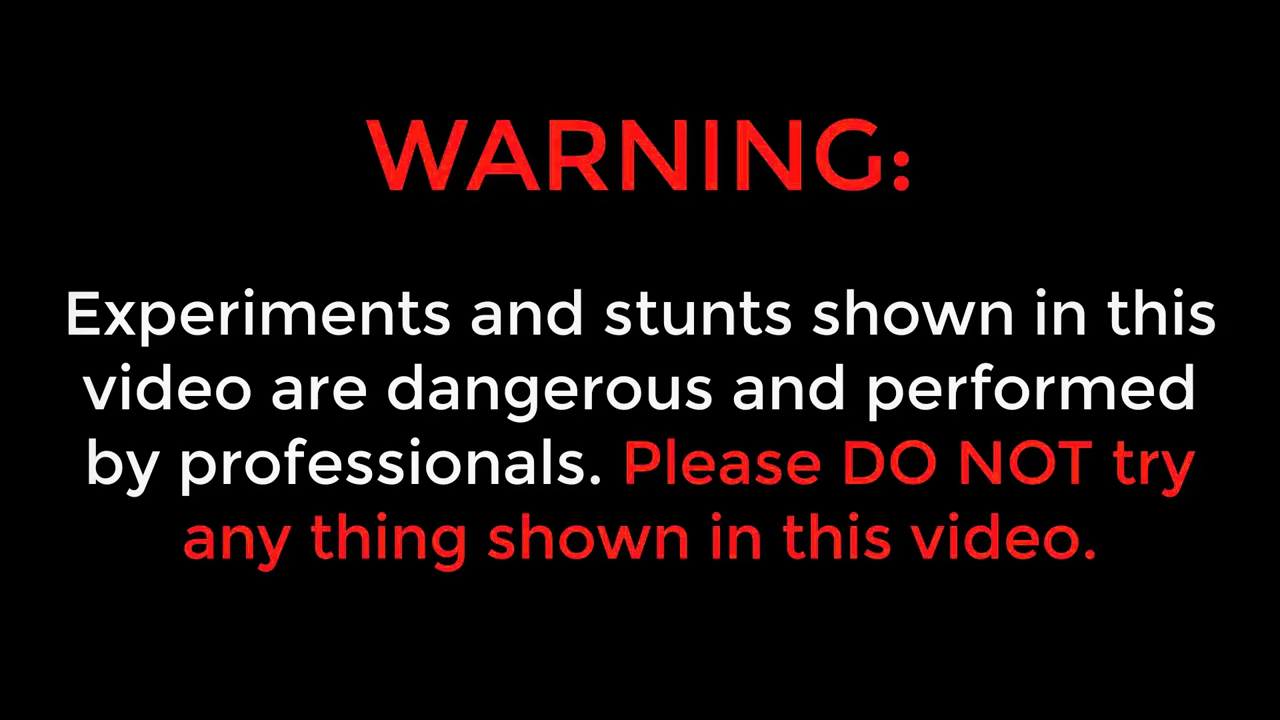 WARNING:
Experiments and stunts shown in this
video are dangerous and performed
by professionals. Please DO NOT try
any thing shown in this video.